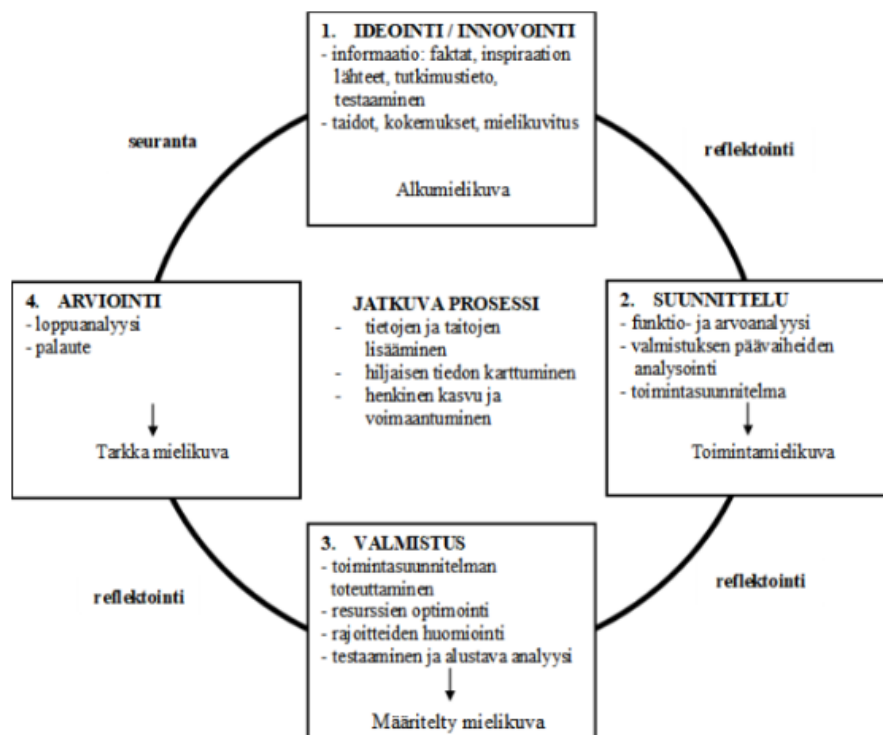 1. IDEOINTI / INNOVOINTI
- informaatio: faktat, inspiraation
lähteet, tutkimustieto,
testaaminen
- taidot, kokemukset, mielikuvitus
Alkumielikuva
seuranta
reflektointi
4. ARVIOINTI
- loppuanalyysi
- palaute
Tarkka mielikuva
JATKUVA PROSESSI
- tietojen ja taitojen
lisääminen
- hiljaisen tiedon karttuminen
- henkinen kasvu ja
voimaantuminen
2. SUUNNITTELU
- funktio- ja arvoanalyysi
- valmistuksen päävaiheiden
analysointi
- toimintasuunnitelma
Toimintamielikuva
reflektointi
3. VALMISTUS
- toimintasuunnitelman
toteuttaminen
- resurssien optimointi
- rajoitteiden huomiointi
- testaaminen ja alustava analyysi
Määritelty mielikuva
reflektointi